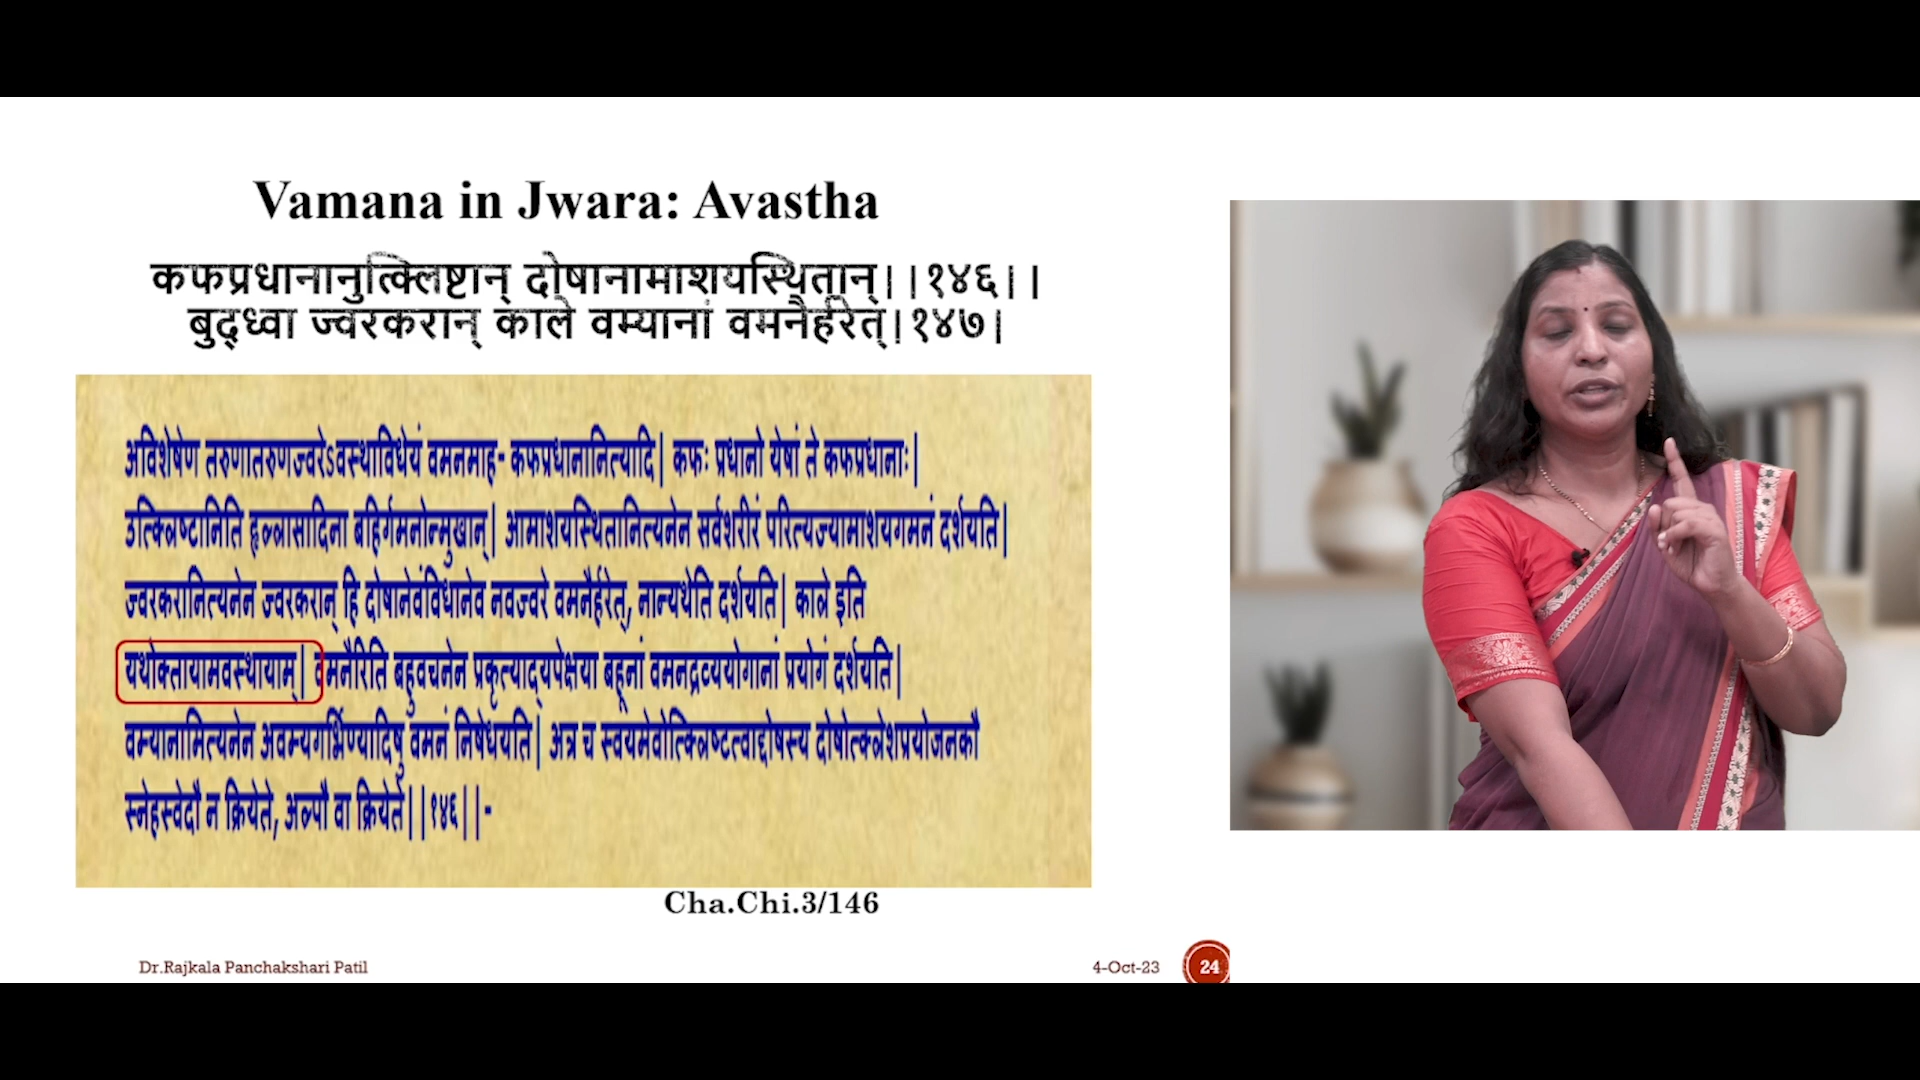 Vamana in Jwara: Avastha
कफप्रधानानुत्क्लिष्टान् दोषानामाशयस्थितान्।।१४६।।
बुद्ध्वा ज्वरकरान् काले वम्यानां वमनैर्हरेत्।१४७।
अविशेषेण तरुणातरुणज्वरेऽवस्थाविधेयं वमनमाह- कफप्रधानानित्यादि| कफः प्रधानो येषां ते कफप्रधानाः|
उत्क्लिष्टानिति हृल्लासादिना बहिर्गमनोन्मुखान्| आमाशयस्थितानित्यनेन सर्वशरीरं परित्यज्यामाशयगमनं दर्शयति|
ज्वरकरानित्यनेन ज्वरकरान् हि दोषानेवंविधानेव नवज्वरे वमनैर्हरेत्, नान्यथेति दर्शयति| काले इति
यथोक्तायामवस्थायाम्| वमनैरिति बहुवचनेन प्रकृत्याद्यपेक्षया बहूनां वमनद्रव्ययोगानां प्रयोगं दर्शयति|
वम्यानामित्यनेन अवम्यगर्भिण्यादिषु वमनं निषेधयति| अत्र च स्वयमेवोत्क्लिष्टत्वाद्दोषस्य दोषोत्क्लेशप्रयोजनकौ
स्नेहस्वेदौ न क्रियेते, अल्पौ वा क्रियेते||१४६||-
Cha.Chi.3/146
Dr.Rajkala Panchakshari Patil
4-Oct-23
24